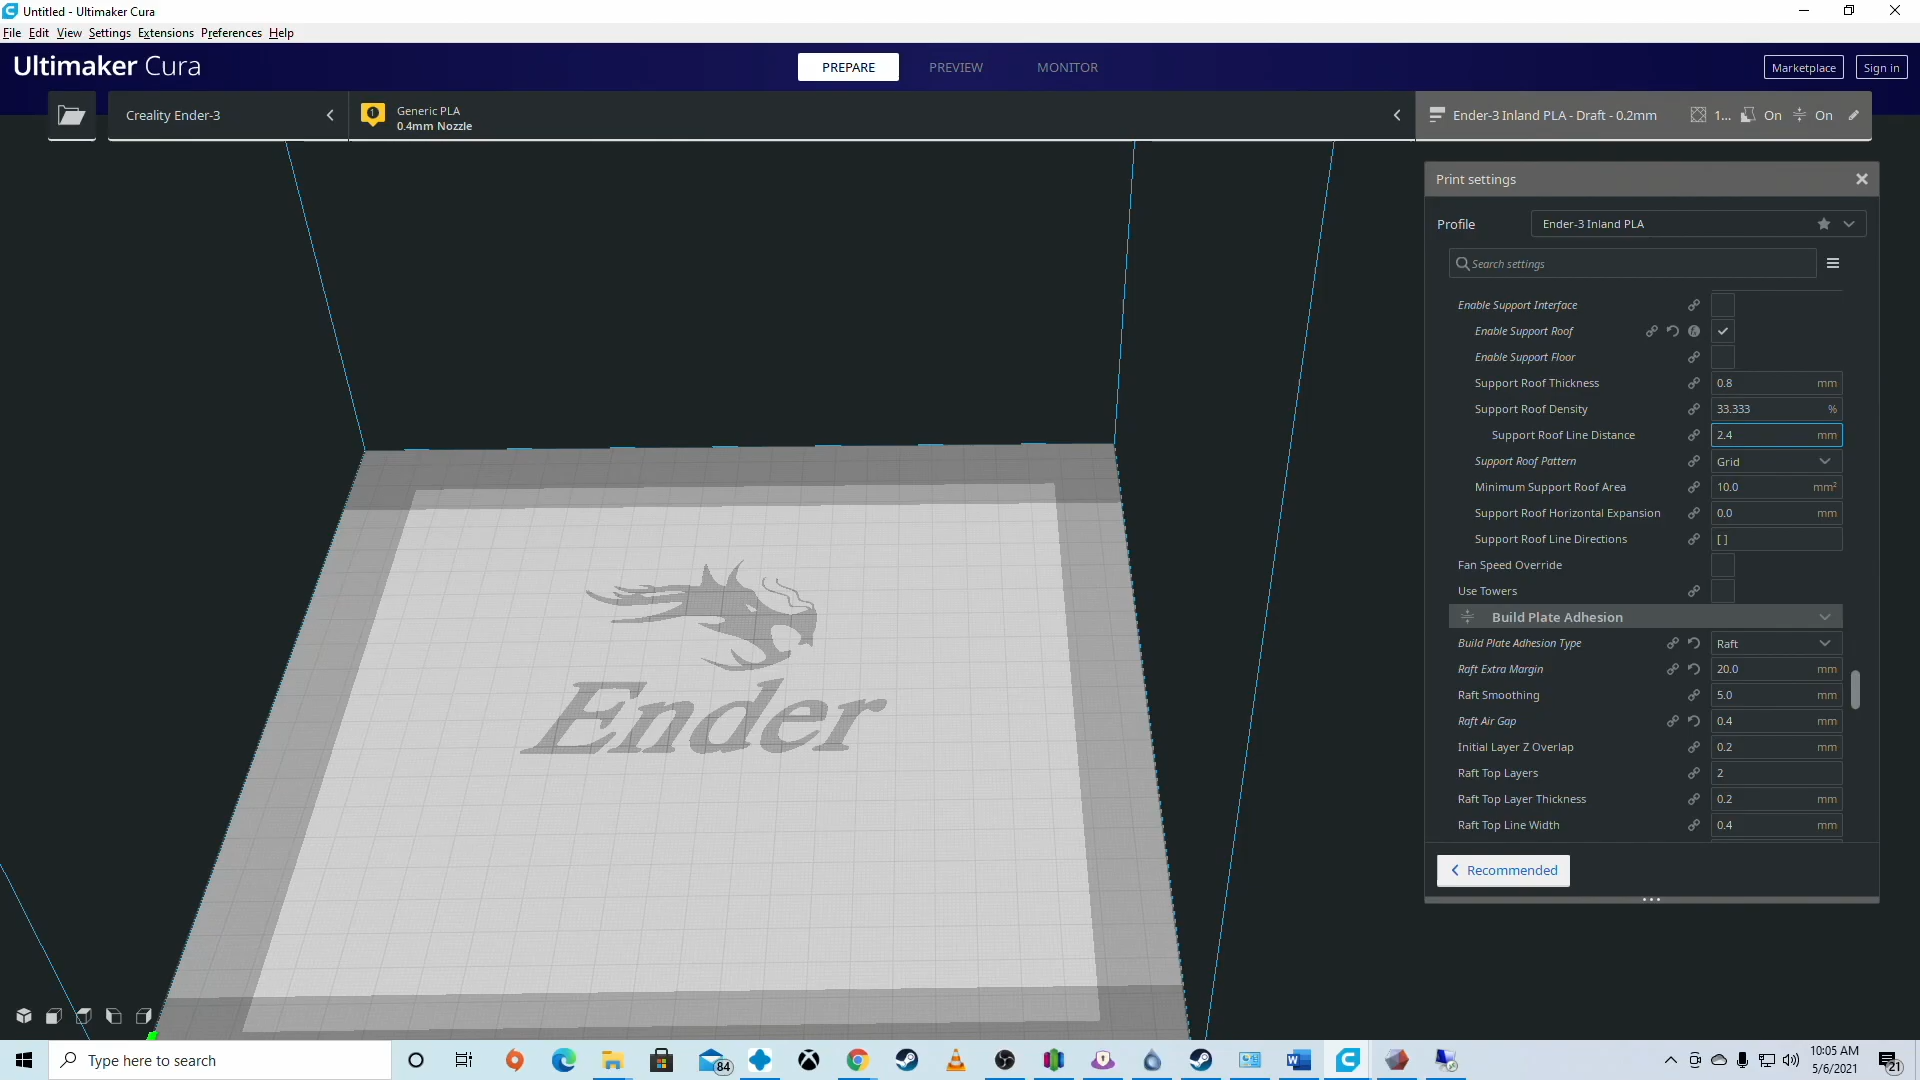 Untitled - Ultimaker Cura
File Edit View Settings Extensions Preferences Help
Ultimaker Cura
PREPARE PREVIEW MONITOR
Marketplace Sign in
Creality Ender-3
1
Generic PLA
0.4mm Nozzle
Ender-3 Inland PLA - Draft - 0.2mm 1... On On
Print settings
Profile Ender-3 Inland PLA
Search settings
Enable Support Interface
Enable Support Roof
Enable Support Floor
Support Roof Thickness 0.8 mm
Support Roof Density 33.333 %
Support Roof Line Distance 2.4 mm
Support Roof Pattern Grid
Minimum Support Roof Area 10.0 mm²
Support Roof Horizontal Expansion 0.0 mm
Support Roof Line Directions [ ]
Fan Speed Override
Use Towers
Build Plate Adhesion
Build Plate Adhesion Type Raft
Raft Extra Margin 20.0 mm
Raft Smoothing 5.0 mm
Raft Air Gap 0.4 mm
Initial Layer Z Overlap 0.2 mm
Raft Top Layers 2
Raft Top Layer Thickness 0.2 mm
Raft Top Line Width 0.4 mm
Recommended
Ender
Type here to search
84
10:05 AM
5/6/2021
21